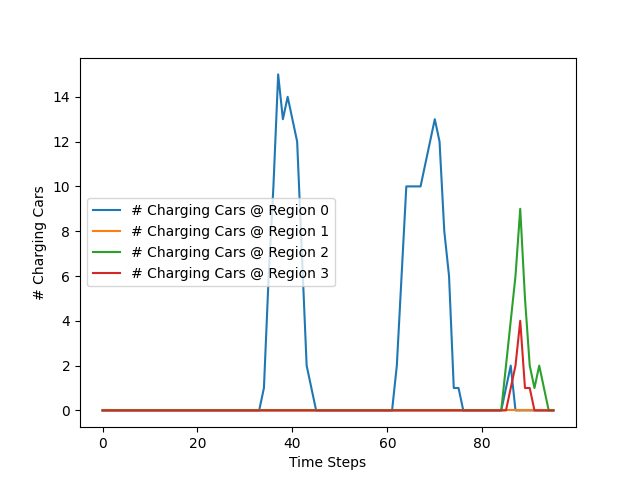 14
12
10
8
6
4
2
0
# Charging Cars
# Charging Cars @ Region 0
# Charging Cars @ Region 1
# Charging Cars @ Region 2
# Charging Cars @ Region 3
0 20 40 60 80
Time Steps